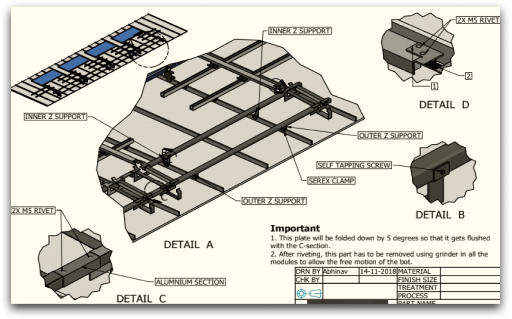 INNER Z SUPPORT
2X M5 RIVET
2
1
DETAIL D
INNER Z SUPPORT
OUTER Z SUPPORT
SELF TAPPING SCREW
SEREX CLAMP
OUTER Z SUPPORT
DETAIL B
2X M5 RIVET
DETAIL A
ALUMNIUM SECTION
DETAIL C
Important
1. This plate will be folded down by 5 degrees so that it gets flushed
with the C-section.
2. After riveting, this part has to be removed using grinder in all the
modules to allow the free motion of the bot.
DRN BY Abhinav 14-11-2018 MATERIAL
CHK BY FINISH SIZE
TREATMENT
PROCESS
PART NAME